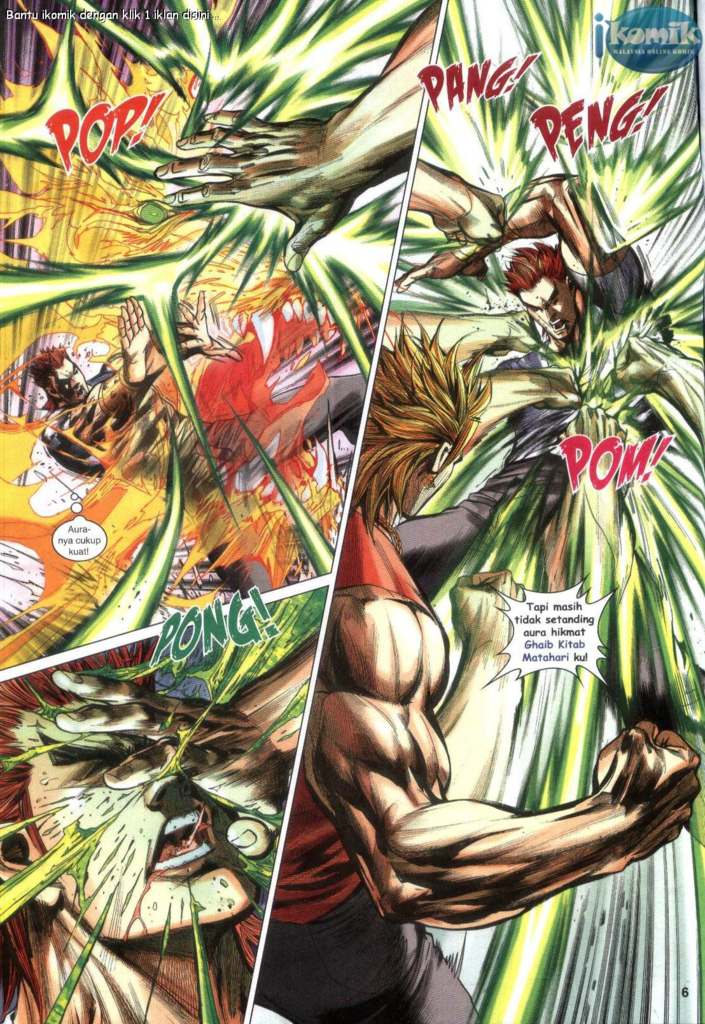 Bantu ikomik dengan klik 1 iklan disini ...
ikomik
MALAYSIA ONLINE KOMIK
POP!
PANG!
PENG!
Aura-
nya cukup
kuat!
POM!
PONG!
Tapi masih
tidak setanding
aura hikmat
Ghaib Kitab
Matahari ku!
6